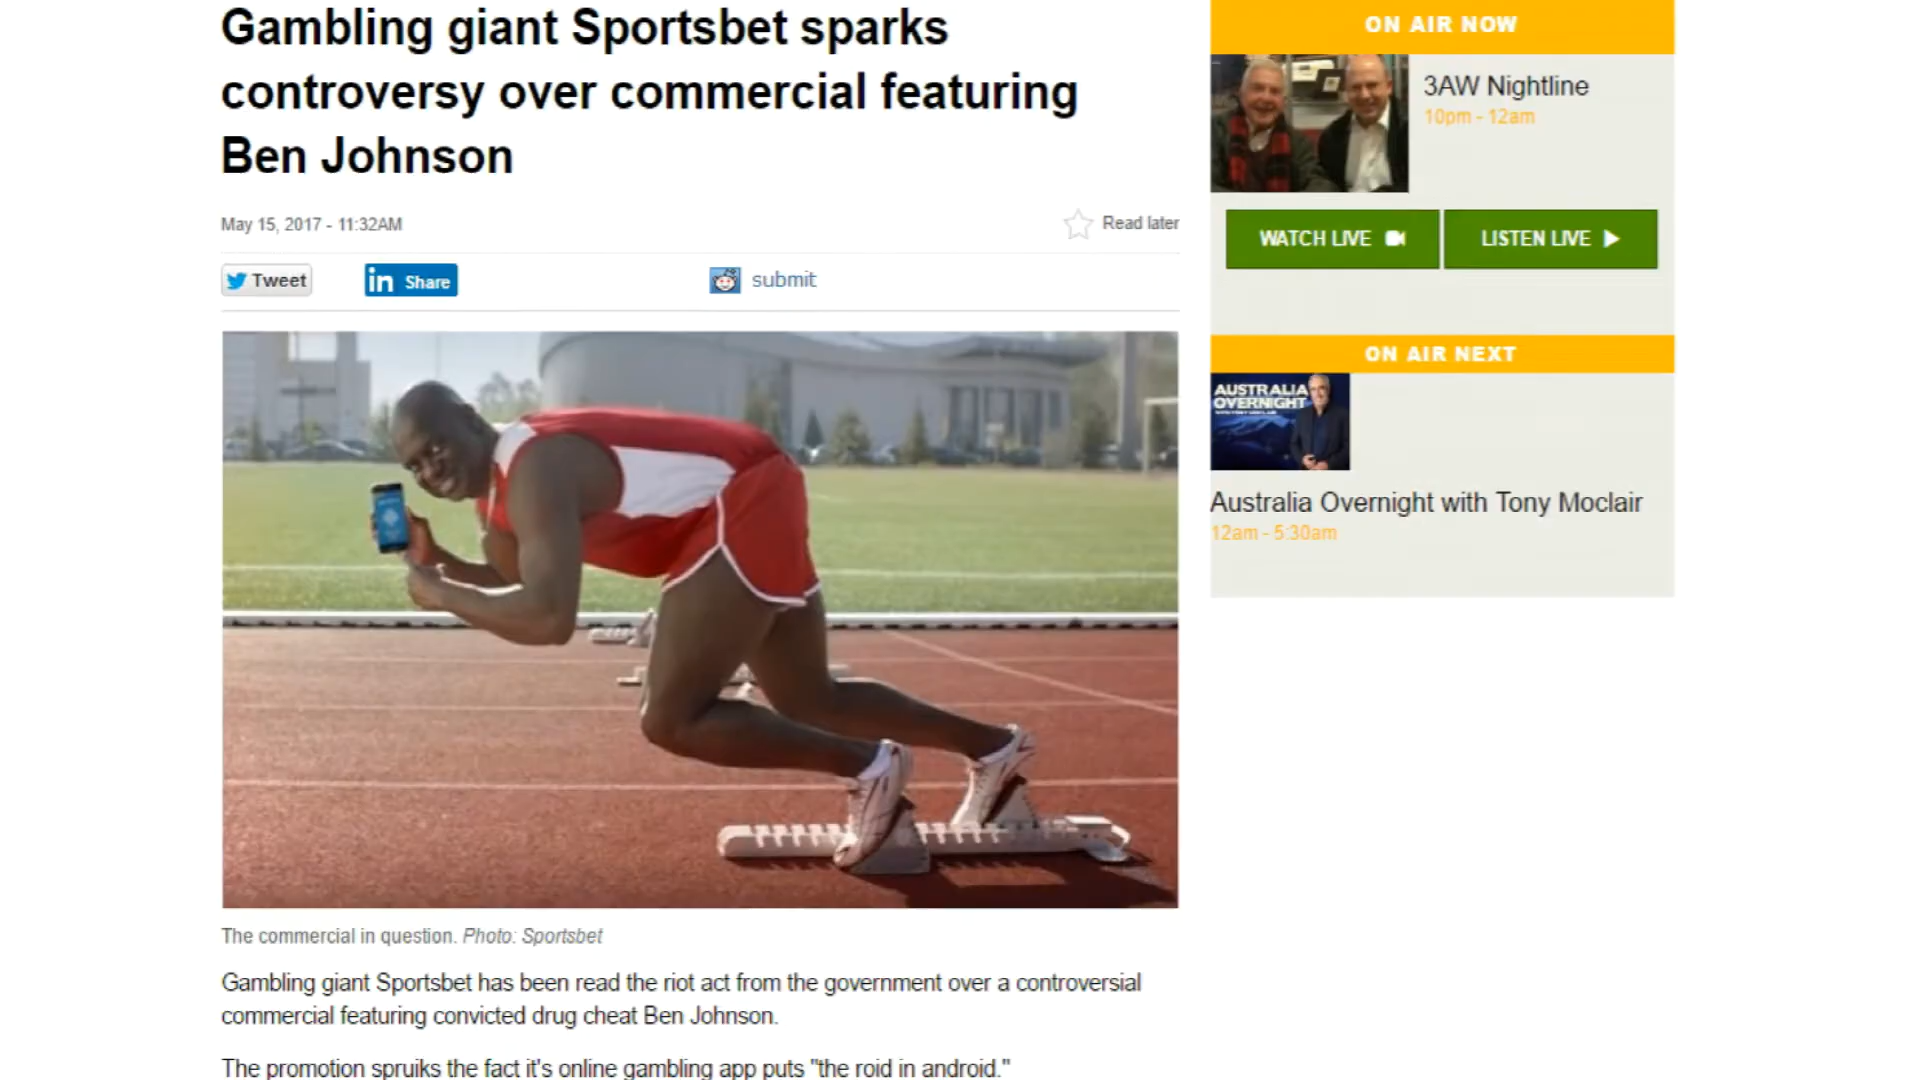 Gambling giant Sportsbet sparks
controversy over commercial featuring
Ben Johnson
May 15, 2017 - 11:32AM
Read later
Tweet
in Share
submit
The commercial in question. Photo: Sportsbet
Gambling giant Sportsbet has been read the riot act from the government over a controversial
commercial featuring convicted drug cheat Ben Johnson.
The promotion spruiks the fact it's online gambling app puts "the roid in android."
ON AIR NOW
3AW Nightline
10pm - 12am
WATCH LIVE
LISTEN LIVE
ON AIR NEXT
AUSTRALIA
OVERNIGHT
Australia Overnight with Tony Moclair
12am - 5:30am